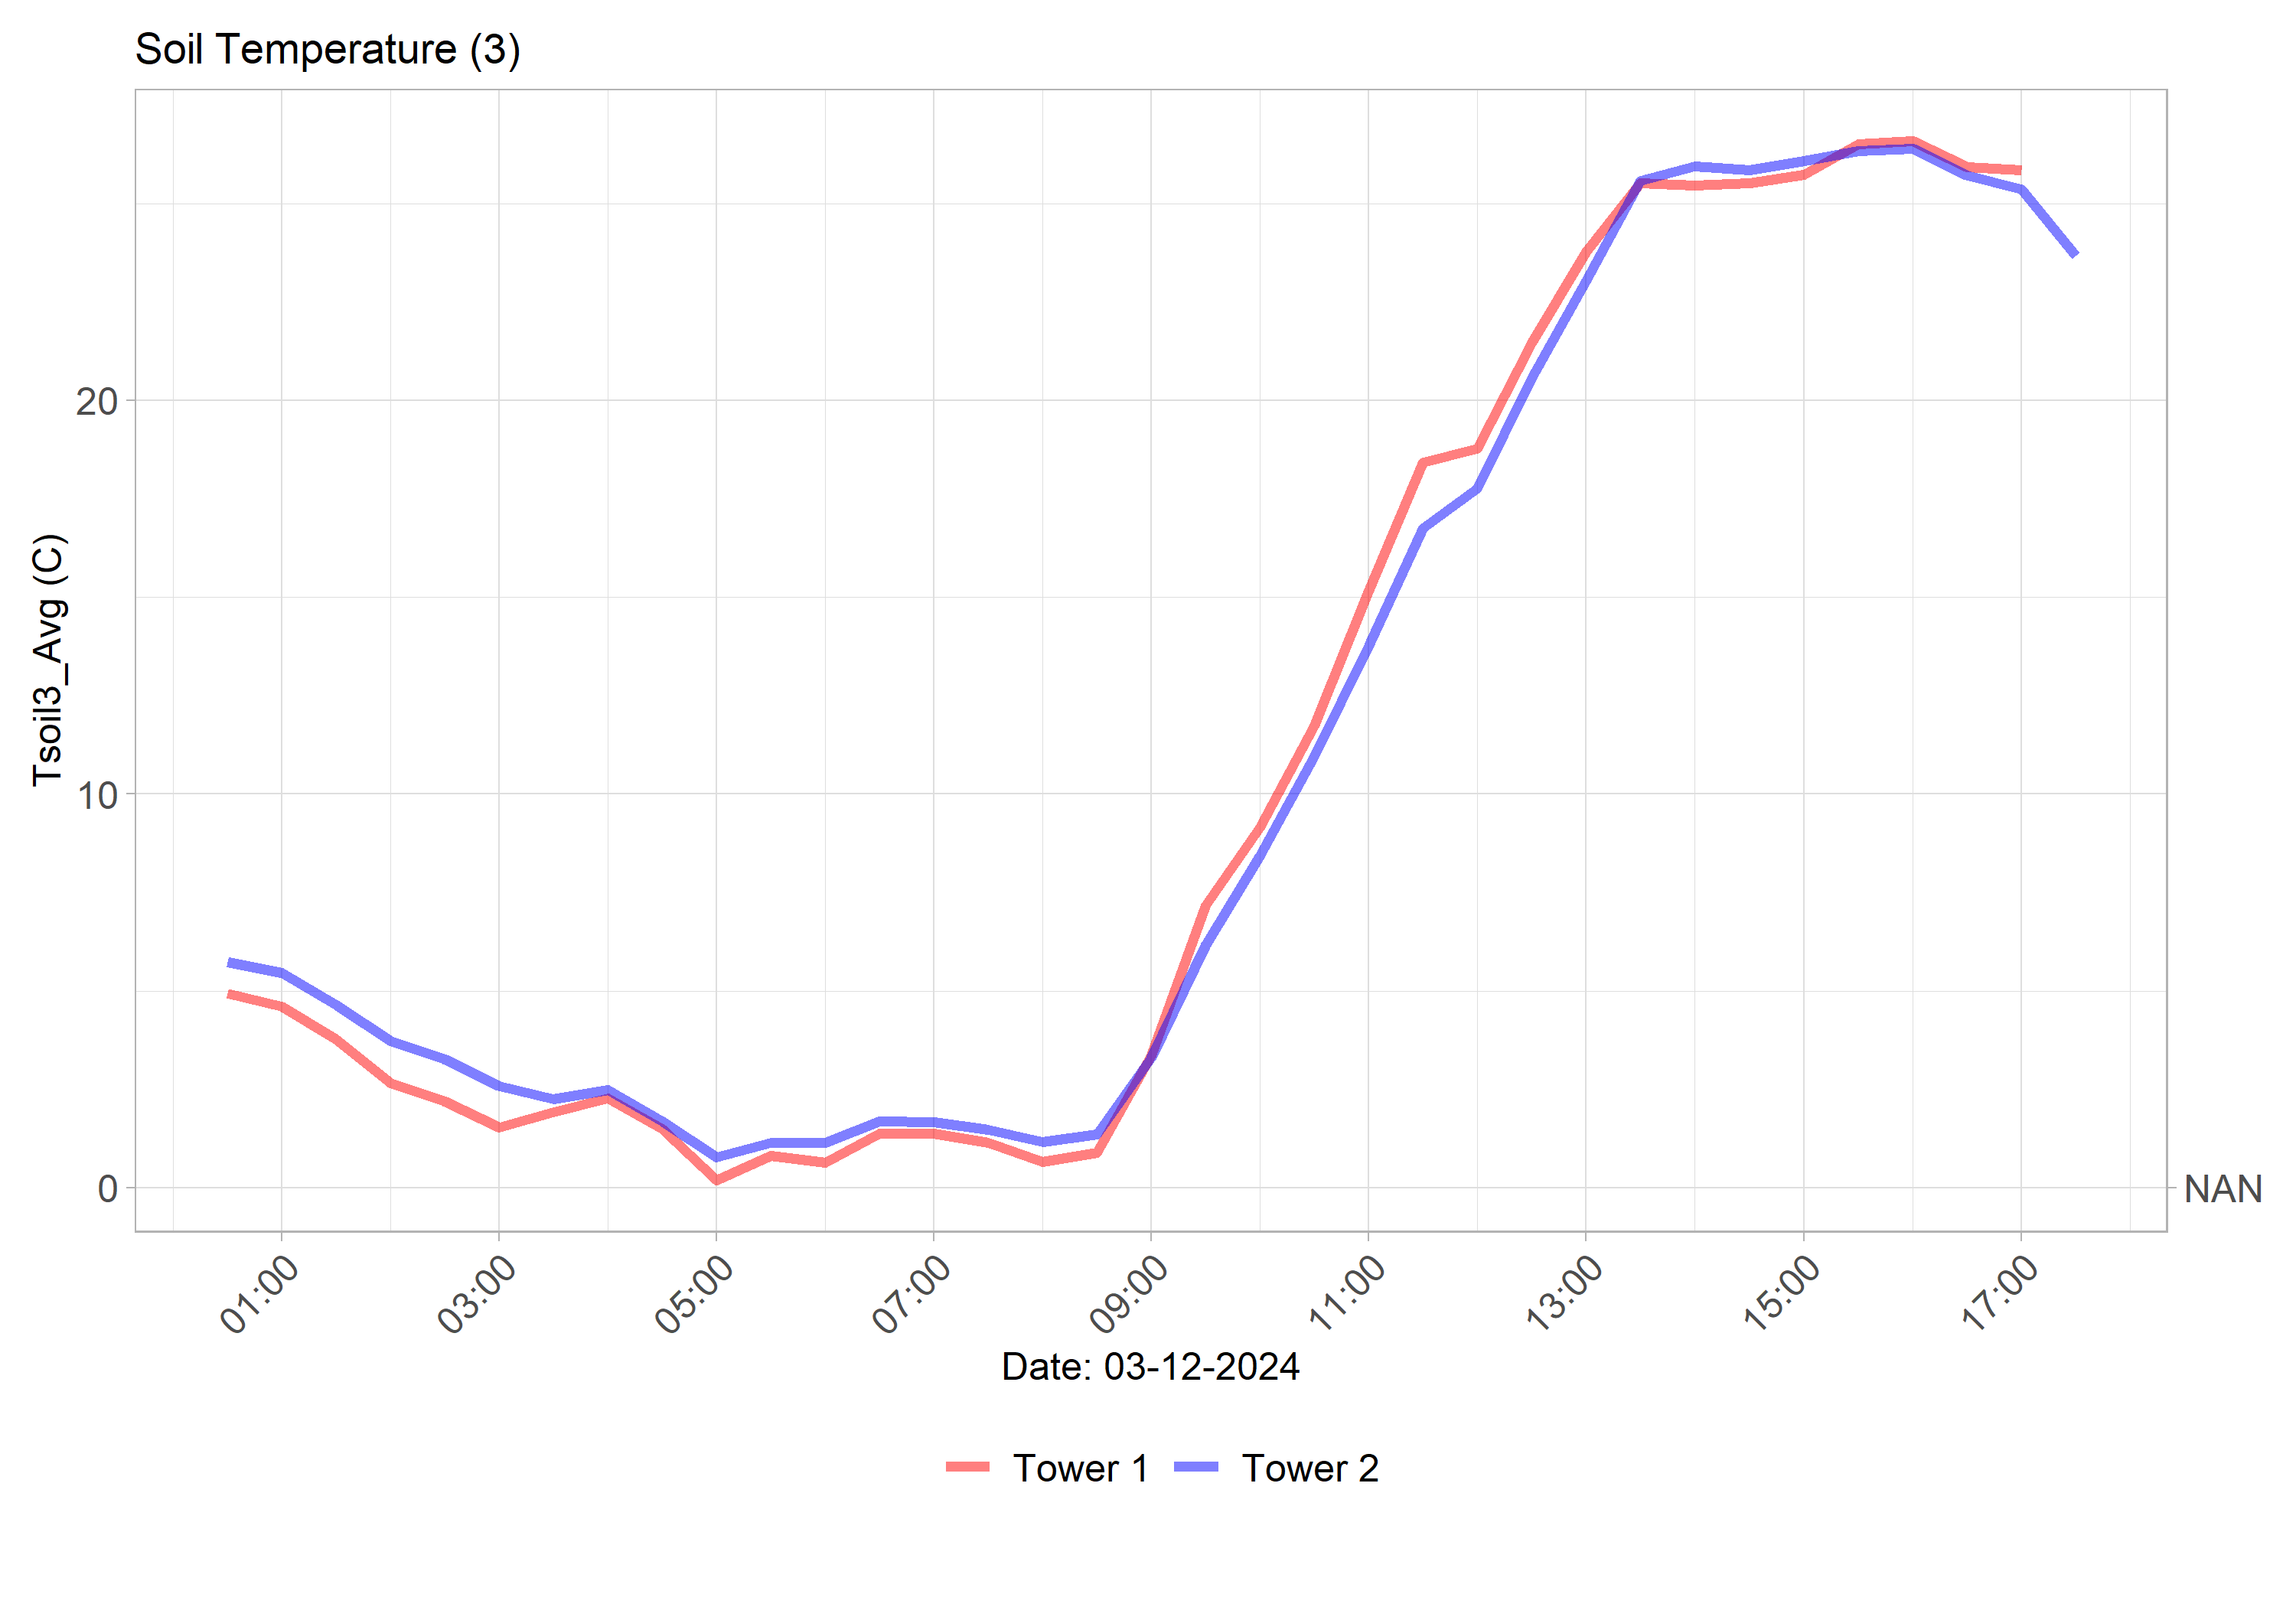 Soil Temperature (3)
Tsoil3_Avg (C)
20
10
0
NAN
01:00 03:00 05:00 07:00 09:00 11:00 13:00 15:00 17:00
Date: 03-12-2024
Tower 1 Tower 2